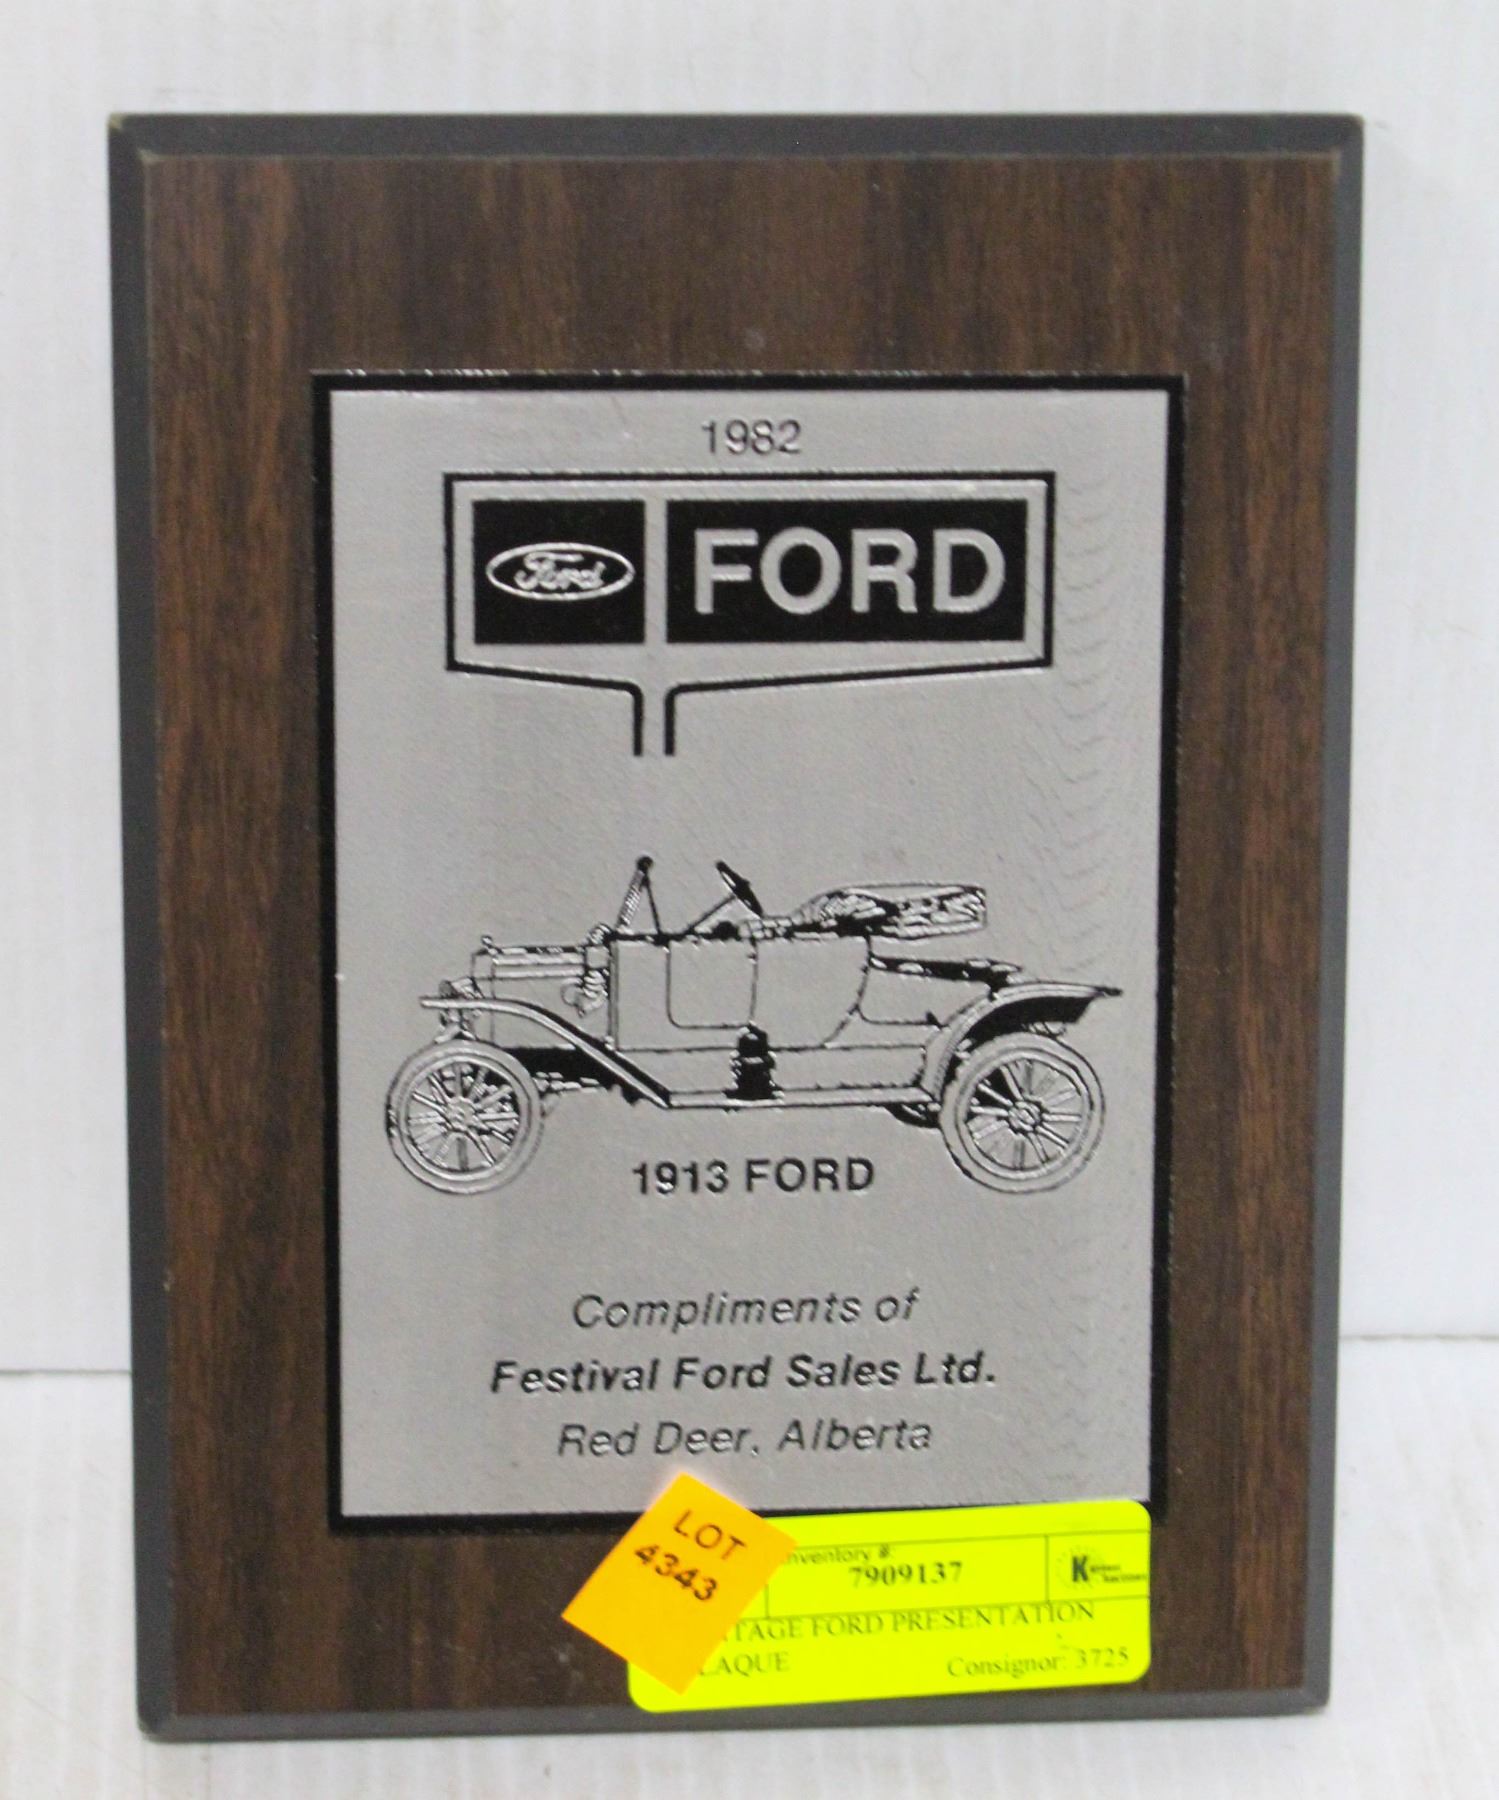 1982
Ford FORD
1913 FORD
Compliments of
Festival Ford Sales Ltd.
Red Deer, Alberta
LOT
4343
Inventory #:
7909137
TAGE FORD PRESENTATION
LAQUE Consignor: 3725